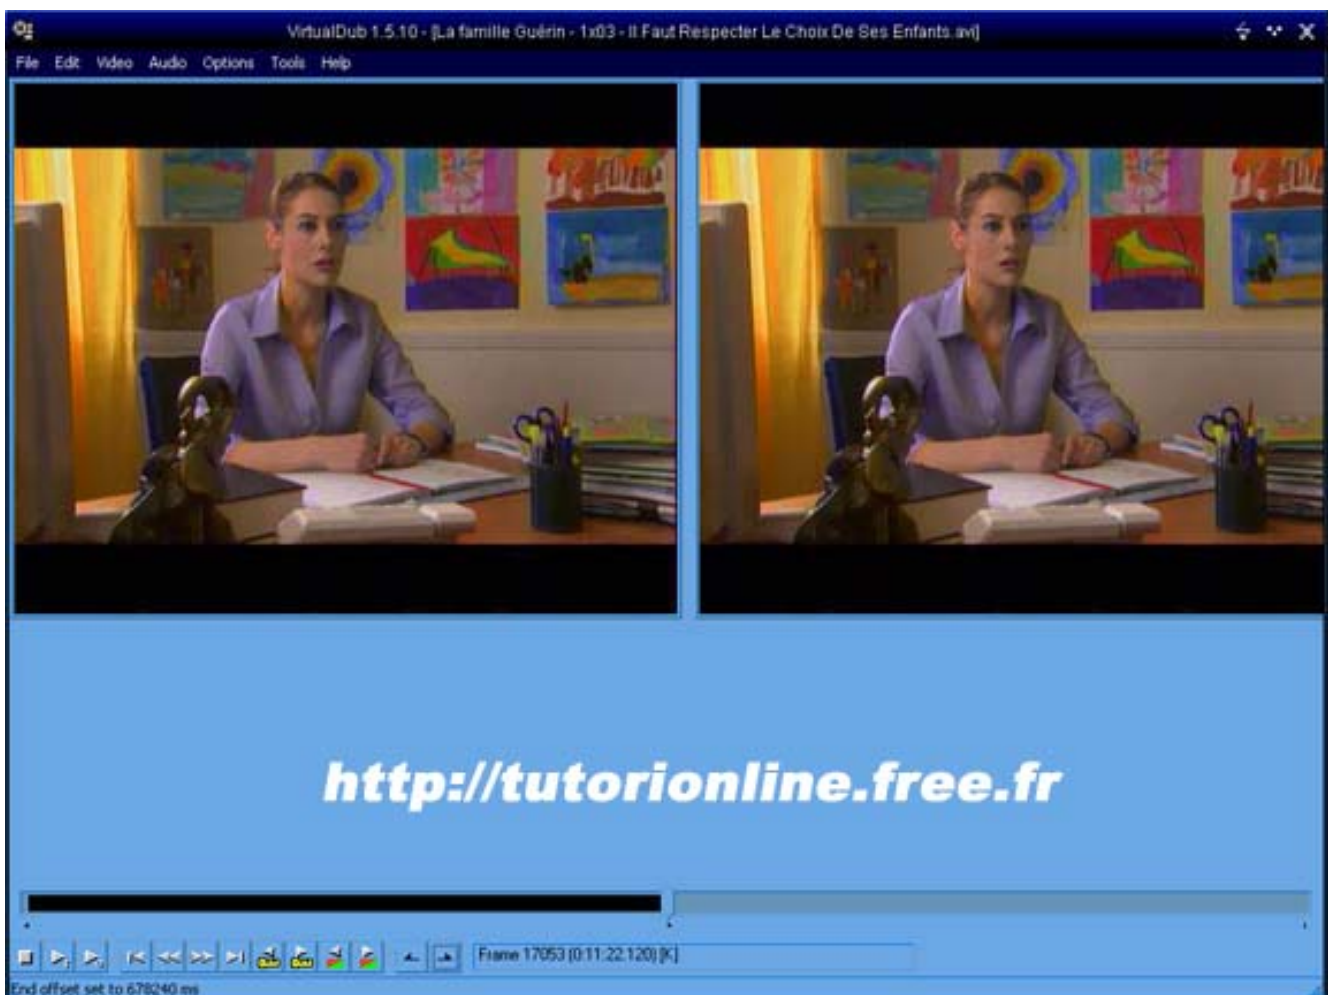 VirtualDub 1.5.10 - [La famille Guérin - 1x03 - Il Faut Respecter Le Choix De Ses Enfants.avi]
File Edit Video Audio Options Tools Help
http://tutorionline.free.fr
Frame 17053 (0:11:22.120) [K]
End offset set to 678240 ms